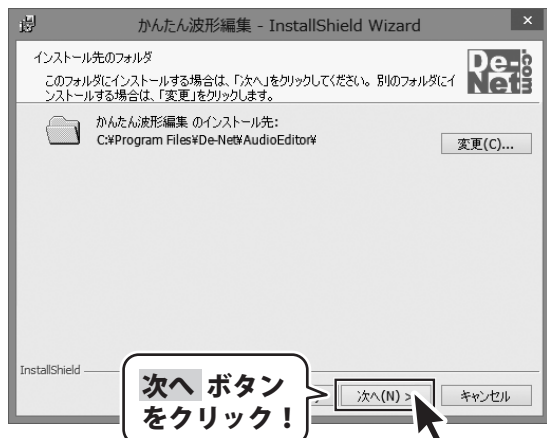 かんたん波形編集 - InstallShield Wizard
×
インストール先のフォルダ
このフォルダにインストールする場合は、「次へ」をクリックしてください。別のフォルダにイ
ンストールする場合は、「変更」をクリックします。
De-Net.com
かんたん波形編集 のインストール先:
C:¥Program Files¥De-Net¥AudioEditor¥
変更(C)...
InstallShield
次へ ボタン
をクリック!
次へ(N) >
キャンセル